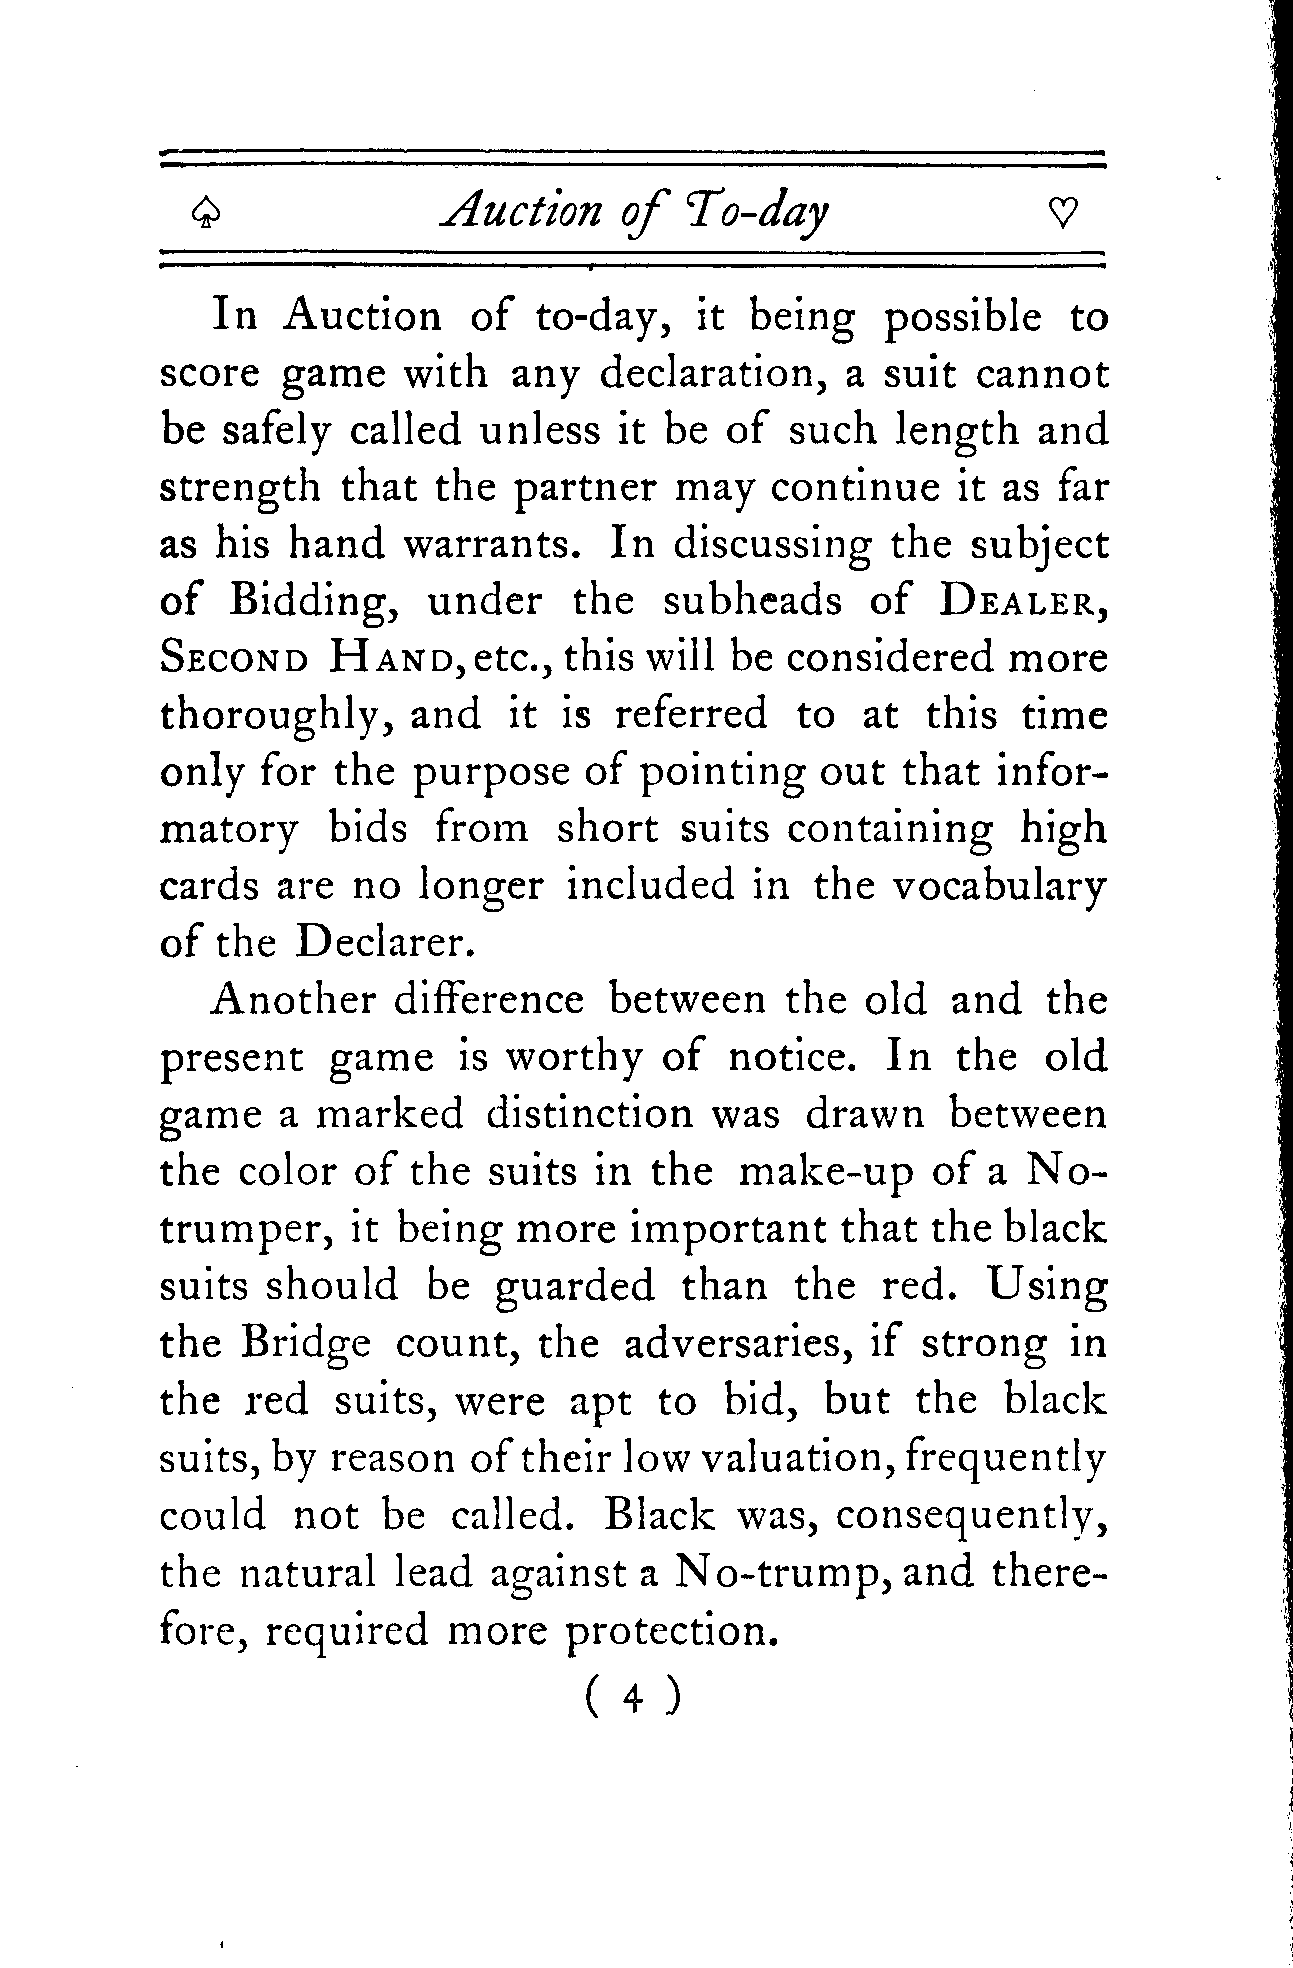 ♤ Auction of To-day ♡
In Auction of to-day, it being possible to
score game with any declaration, a suit cannot
be safely called unless it be of such length and
strength that the partner may continue it as far
as his hand warrants. In discussing the subject
of Bidding, under the subheads of DEALER,
SECOND HAND, etc., this will be considered more
thoroughly, and it is referred to at this time
only for the purpose of pointing out that infor-
matory bids from short suits containing high
cards are no longer included in the vocabulary
of the Declarer.
Another difference between the old and the
present game is worthy of notice. In the old
game a marked distinction was drawn between
the color of the suits in the make-up of a No-
trumper, it being more important that the black
suits should be guarded than the red. Using
the Bridge count, the adversaries, if strong in
the red suits, were apt to bid, but the black
suits, by reason of their low valuation, frequently
could not be called. Black was, consequently,
the natural lead against a No-trump, and there-
fore, required more protection.
( 4 )